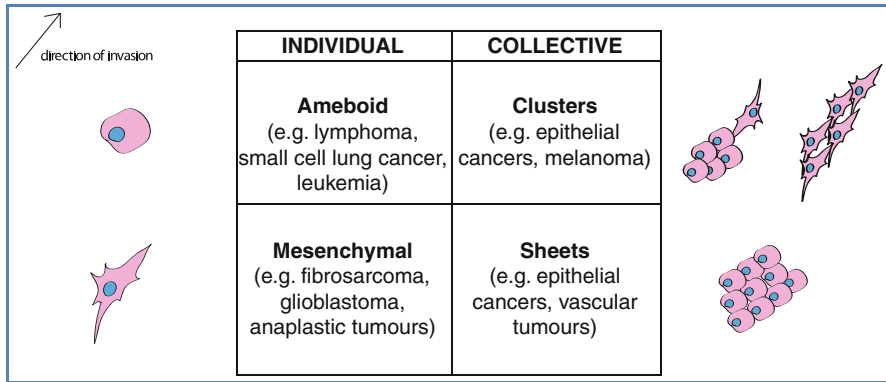 direction of invasion
INDIVIDUAL
COLLECTIVE
Ameboid
(e.g. lymphoma,
small cell lung cancer,
leukemia)
Clusters
(e.g. epithelial
cancers, melanoma)
Mesenchymal
(e.g. fibrosarcoma,
glioblastoma,
anaplastic tumours)
Sheets
(e.g. epithelial
cancers, vascular
tumours)